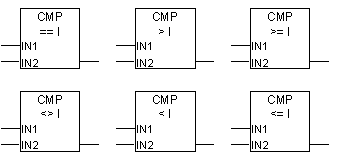 CMP
== I
IN1
IN2
CMP
> I
IN1
IN2
CMP
>= I
IN1
IN2
CMP
<> I
IN1
IN2
CMP
< I
IN1
IN2
CMP
<= I
IN1
IN2